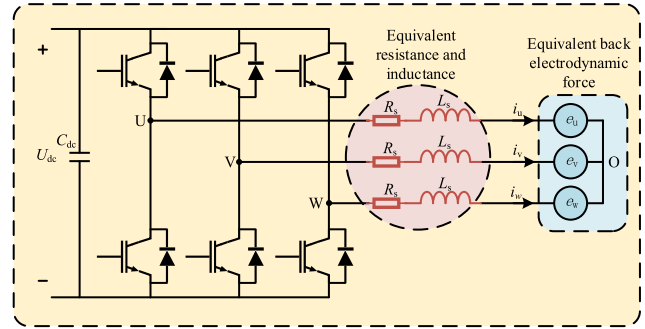 Equivalent
resistance and
inductance
Equivalent back
electrodynamic
force
+
U_dc
C_dc
−
U
V
W
R_s
L_s
i_u
e_u
R_s
L_s
i_v
e_v
O
R_s
L_s
i_w
e_w